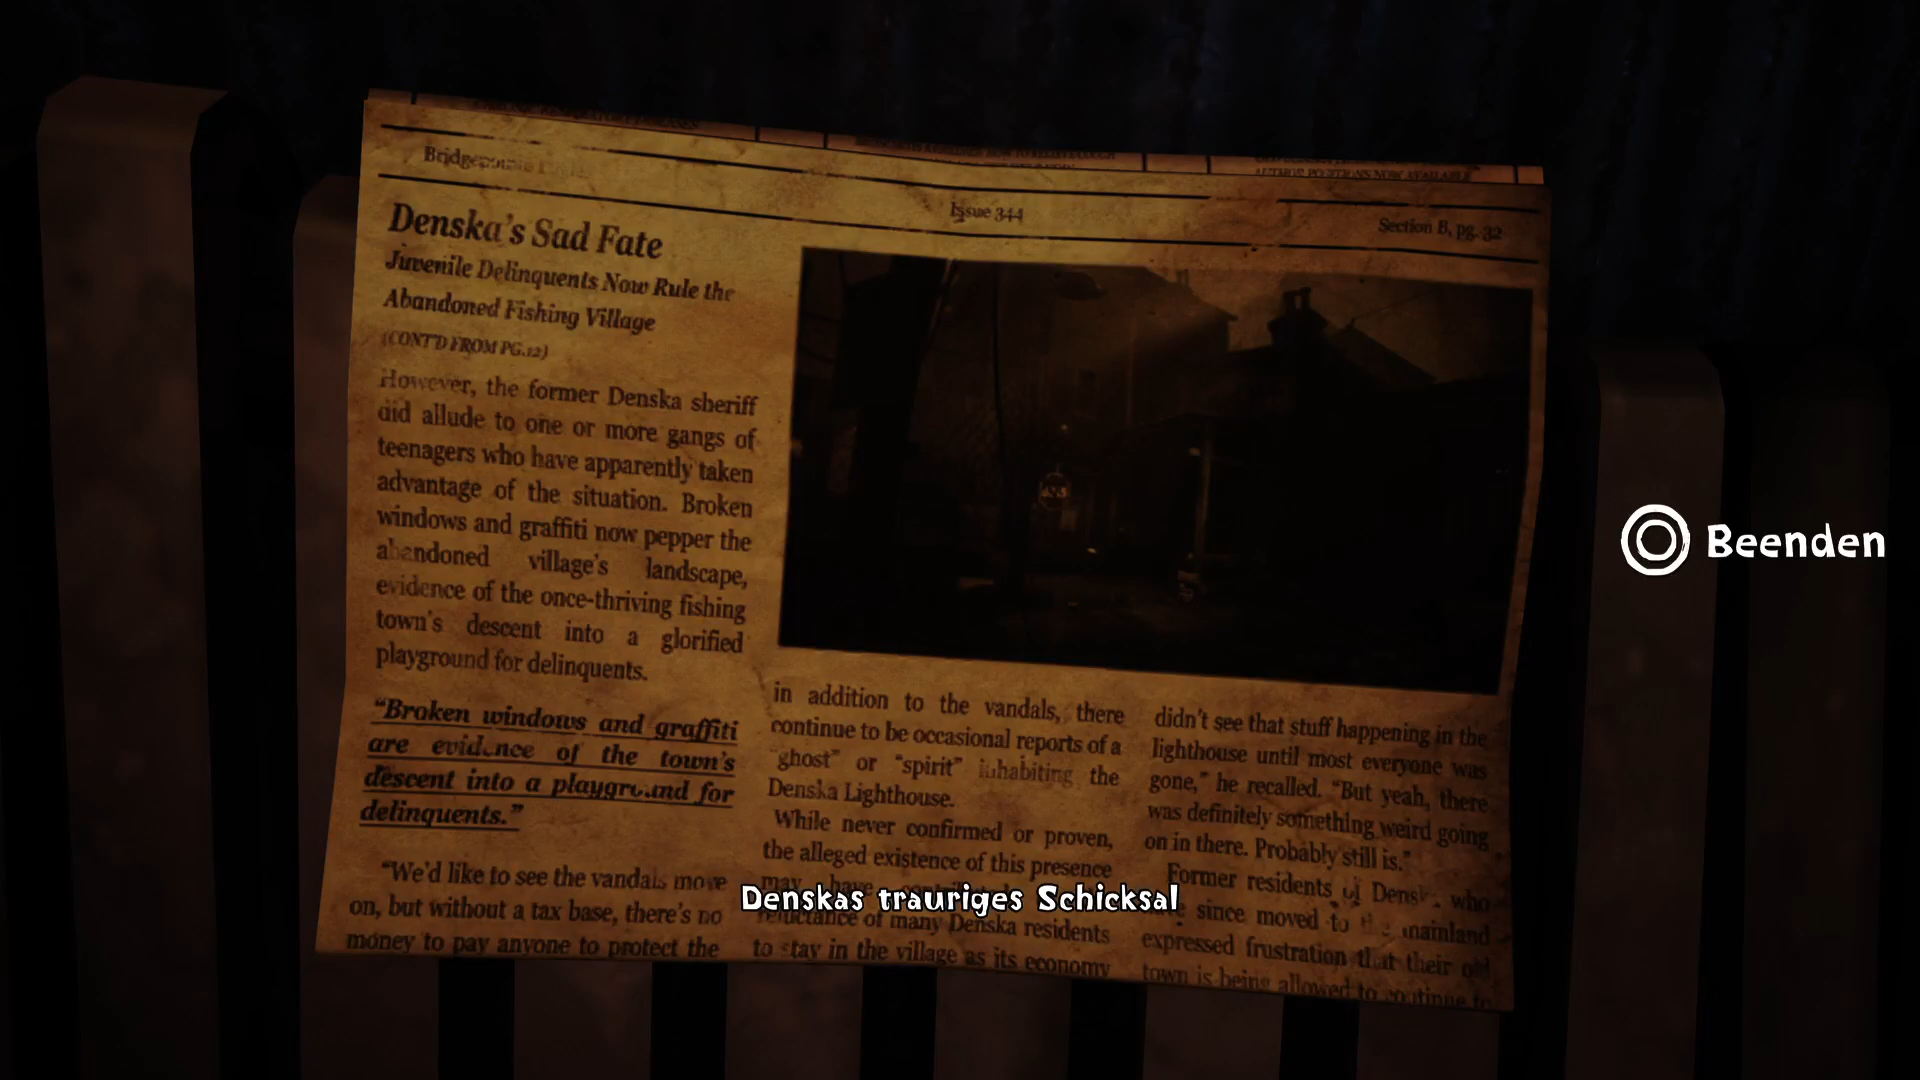 Issue 344
Section B, pg. 32
Denska's Sad Fate
Juvenile Delinquents Now Rule the
Abandoned Fishing Village
(CONT'D FROM PG.12)
However, the former Denska sheriff
did allude to one or more gangs of
teenagers who have apparently taken
advantage of the situation. Broken
windows and graffiti now pepper the
abandoned village's landscape,
evidence of the once-thriving fishing
town's descent into a glorified
playground for delinquents.
"Broken windows and graffiti
are evidence of the town's
descent into a playground for
delinquents."
"We'd like to see the vandals move
on, but without a tax base, there's no
money to pay anyone to protect the
in addition to the vandals, there
continue to be occasional reports of a
"ghost" or "spirit" inhabiting the
Denska Lighthouse.
While never confirmed or proven,
the alleged existence of this presence
may have
reluctance of many Denska residents
to stay in the village as its economy
didn't see that stuff happening in the
lighthouse until most everyone was
gone," he recalled. "But yeah, there
was definitely something weird going
on in there. Probably still is."
Former residents of Denska who
since moved to the mainland
expressed frustration that their old
town is being allowed to continue to
Denskas trauriges Schicksal
Beenden